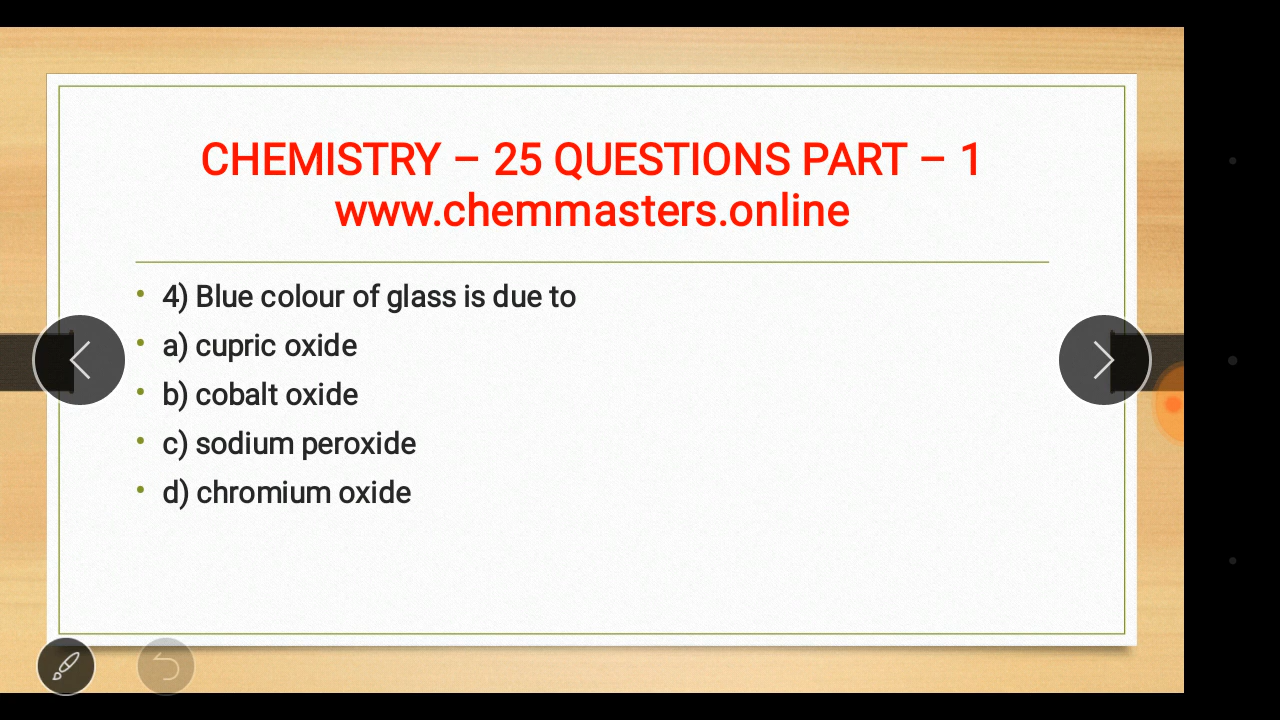 CHEMISTRY – 25 QUESTIONS PART – 1
www.chemmasters.online
• 4) Blue colour of glass is due to
• a) cupric oxide
• b) cobalt oxide
• c) sodium peroxide
• d) chromium oxide